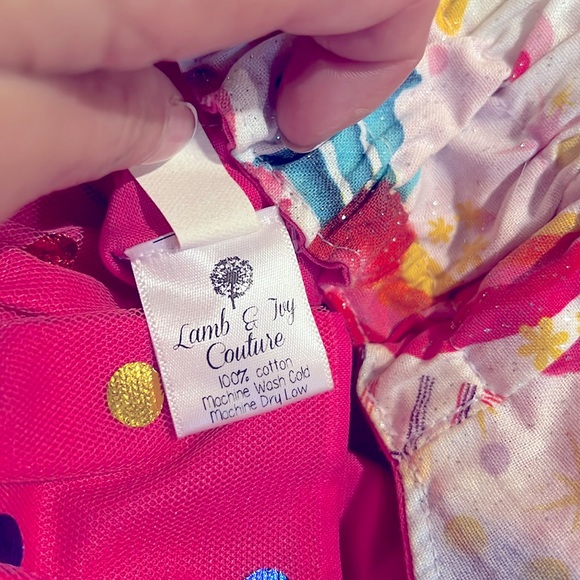 Lamb & Ivy
Couture
100% cotton
Machine Wash Cold
Machine Dry Low